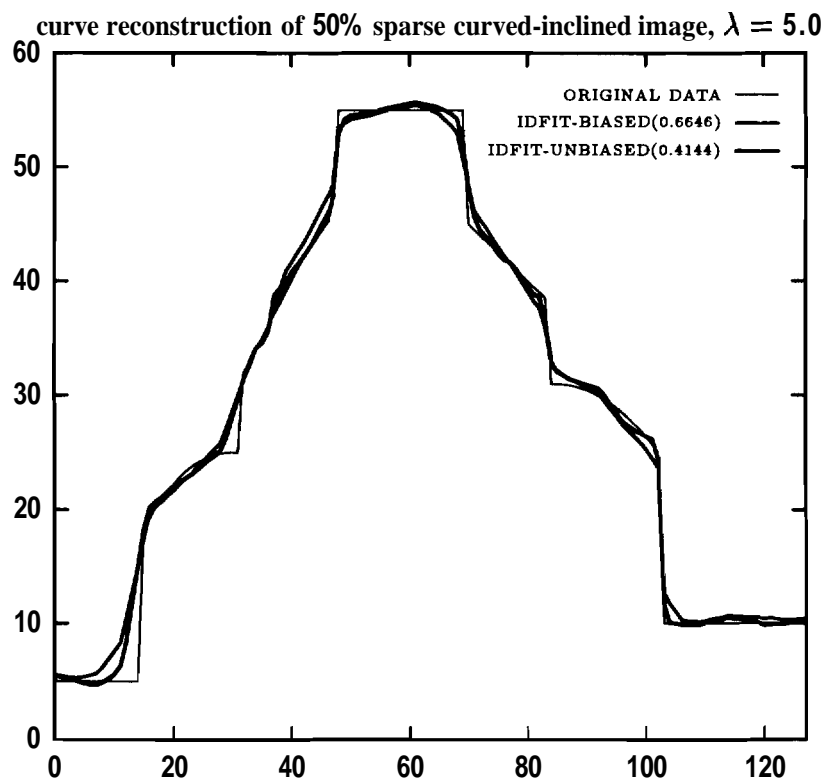 curve reconstruction of 50% sparse curved-inclined image, λ = 5.0
60
50
40
30
20
10
0
ORIGINAL DATA
IDFIT-BIASED(0.6646)
IDFIT-UNBIASED(0.4144)
0 20 40 60 80 100 120